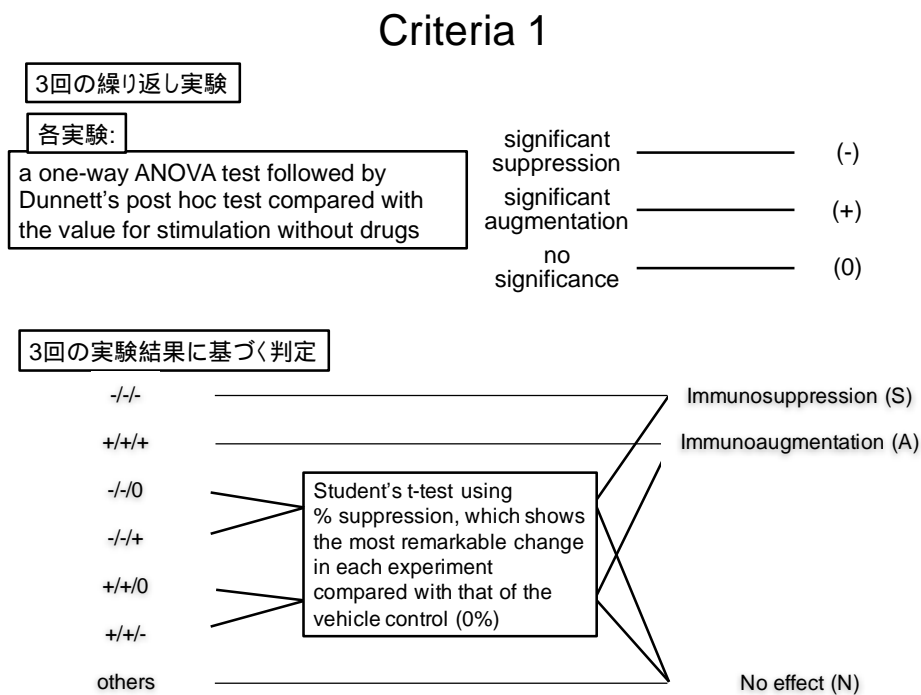 Criteria 1
3回の繰り返し実験
各実験:
a one-way ANOVA test followed by
Dunnett's post hoc test compared with
the value for stimulation without drugs
significant
suppression
(-)
significant
augmentation
(+)
no
significance
(0)
3回の実験結果に基づく判定
-/-/-
Immunosuppression (S)
+/+/+
Immunoaugmentation (A)
-/-/0
-/-/+
+/+/0
+/+/-
Student's t-test using
% suppression, which shows
the most remarkable change
in each experiment
compared with that of the
vehicle control (0%)
others
No effect (N)